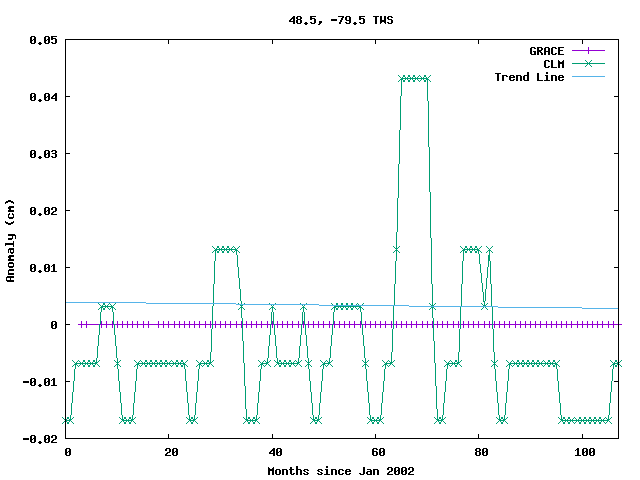 48.5, -79.5 TWS
GRACE
CLM
Trend Line
0.05
0.04
0.03
0.02
0.01
0
-0.01
-0.02
Anomaly (cm)
0 20 40 60 80 100
Months since Jan 2002